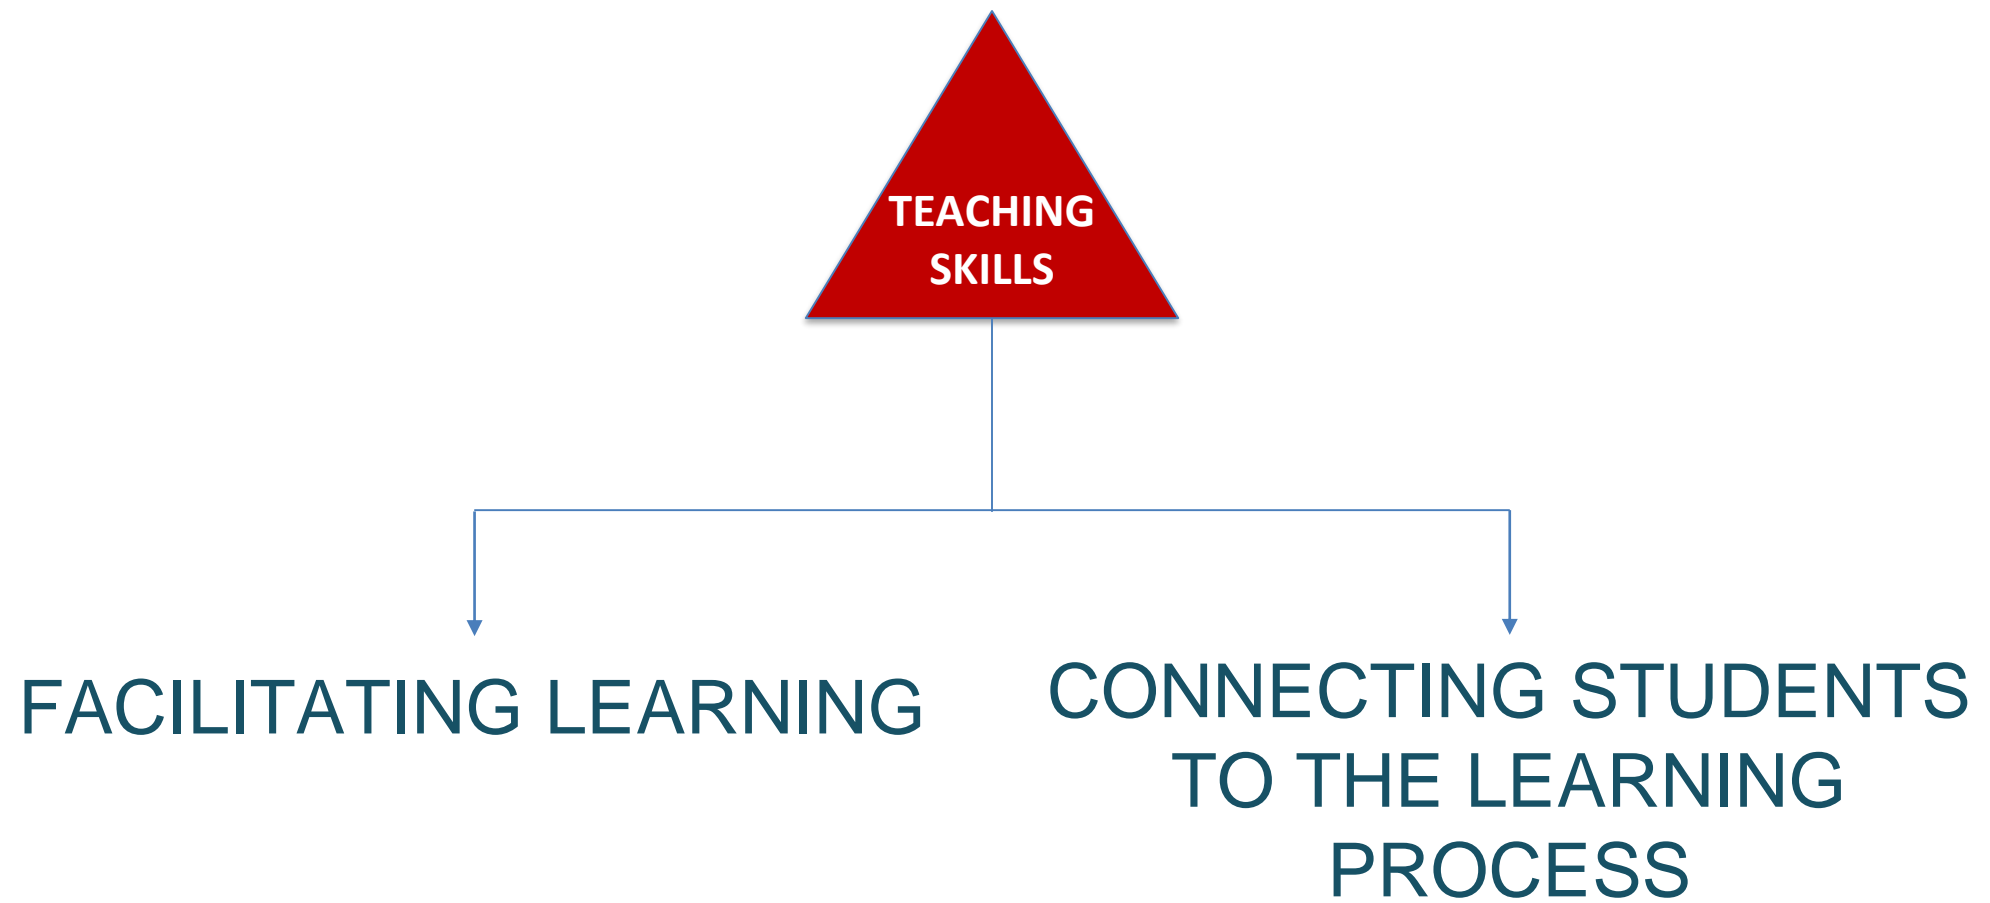 TEACHING
SKILLS
FACILITATING LEARNING
CONNECTING STUDENTS
TO THE LEARNING
PROCESS